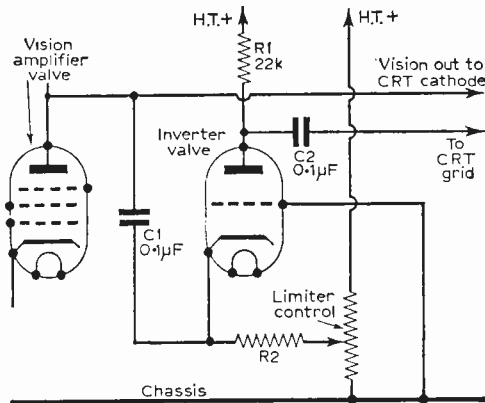 H.T.+
H.T.+
Vision
amplifier
valve
R1
22k
Vision out to
CRT cathode
Inverter
valve
C2
0·1µF
To
CRT
grid
C1
0·1µF
Limiter
control
R2
Chassis